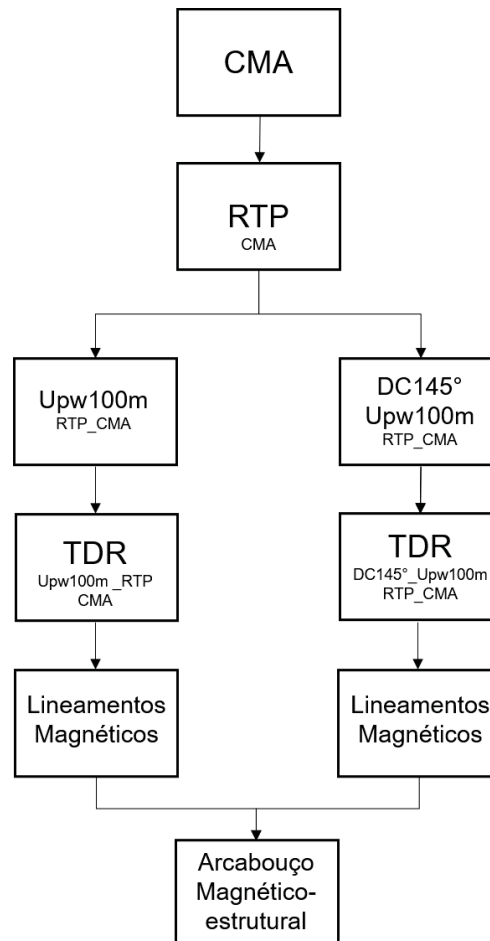 CMA
RTP
CMA
Upw100m
RTP_CMA
DC145°
Upw100m
RTP_CMA
TDR
Upw100m _RTP
CMA
TDR
DC145°_Upw100m
RTP_CMA
Lineamentos
Magnéticos
Lineamentos
Magnéticos
Arcabouço
Magnético-
estrutural